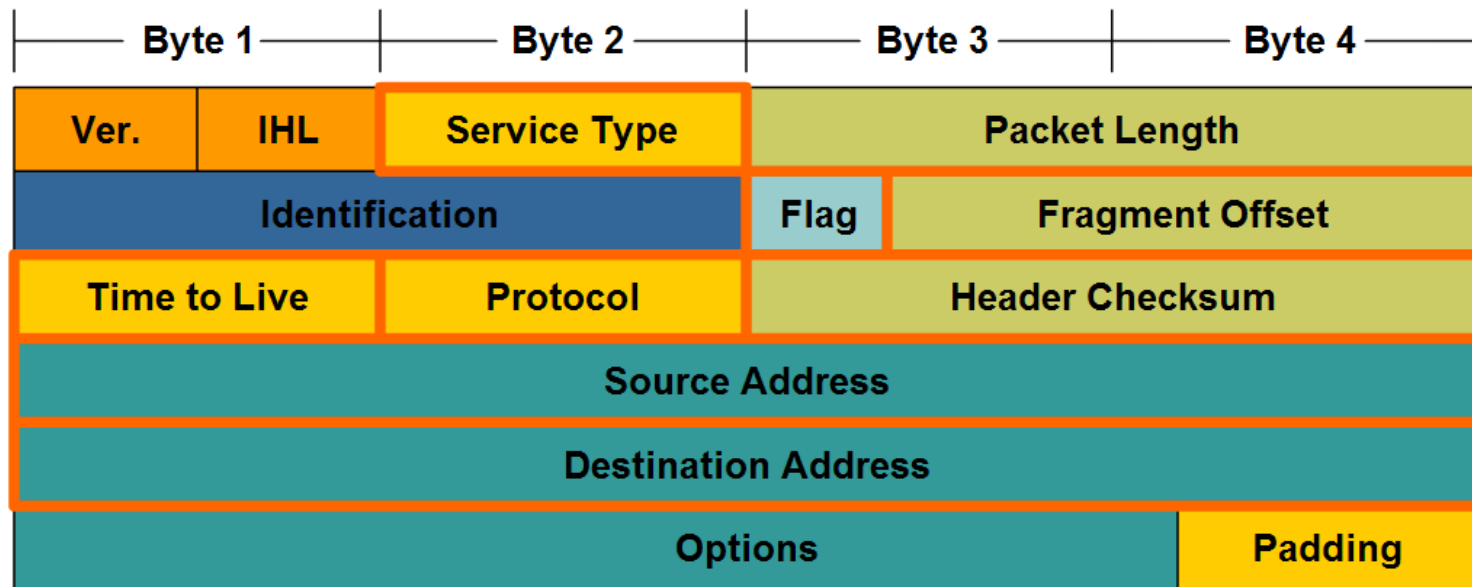 Byte 1 Byte 2 Byte 3 Byte 4
Ver. IHL Service Type Packet Length
Identification Flag Fragment Offset
Time to Live Protocol Header Checksum
Source Address
Destination Address
Options Padding